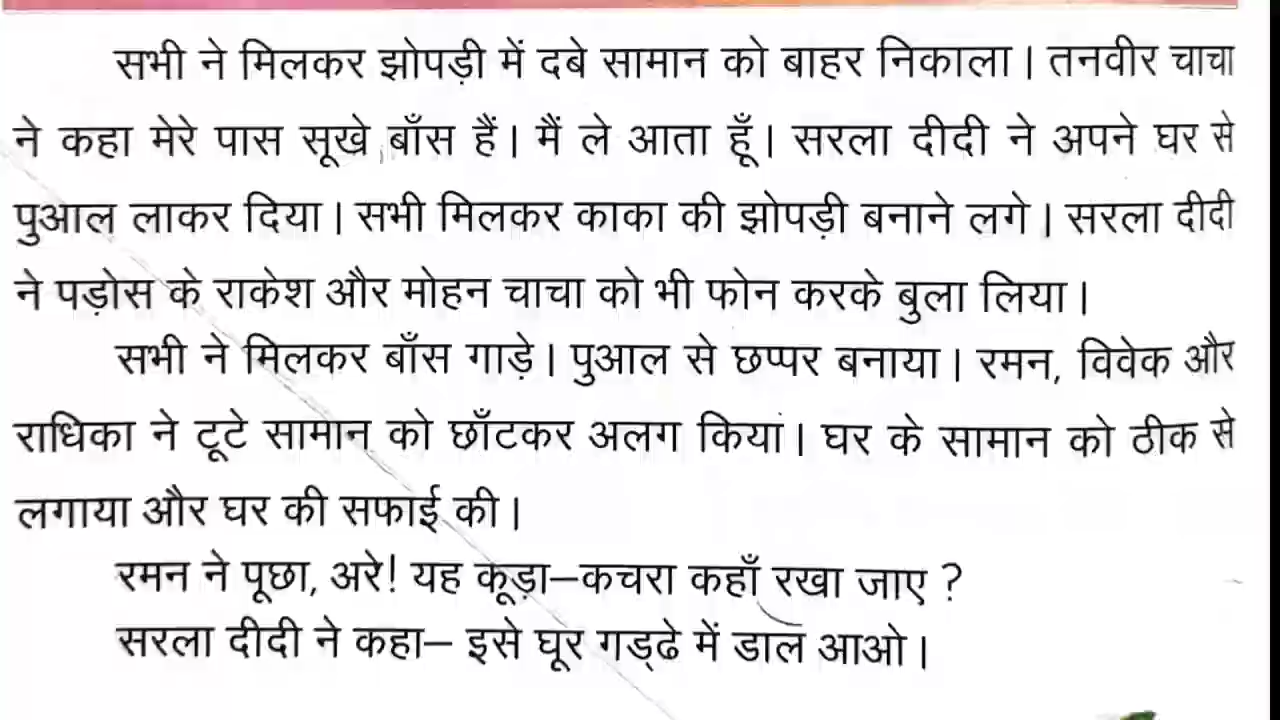 सभी ने मिलकर झोपड़ी में दबे सामान को बाहर निकाला। तनवीर चाचा
ने कहा मेरे पास सूखे बाँस हैं। मैं ले आता हूँ। सरला दीदी ने अपने घर से
पुआल लाकर दिया। सभी मिलकर काका की झोपड़ी बनाने लगे। सरला दीदी
ने पड़ोस के राकेश और मोहन चाचा को भी फोन करके बुला लिया।
सभी ने मिलकर बाँस गाड़े। पुआल से छप्पर बनाया। रमन, विवेक और
राधिका ने टूटे सामान को छाँटकर अलग किया। घर के सामान को ठीक से
लगाया और घर की सफाई की।
रमन ने पूछा, अरे! यह कूड़ा–कचरा कहाँ रखा जाए ?
सरला दीदी ने कहा– इसे घूर गड्ढे में डाल आओ।